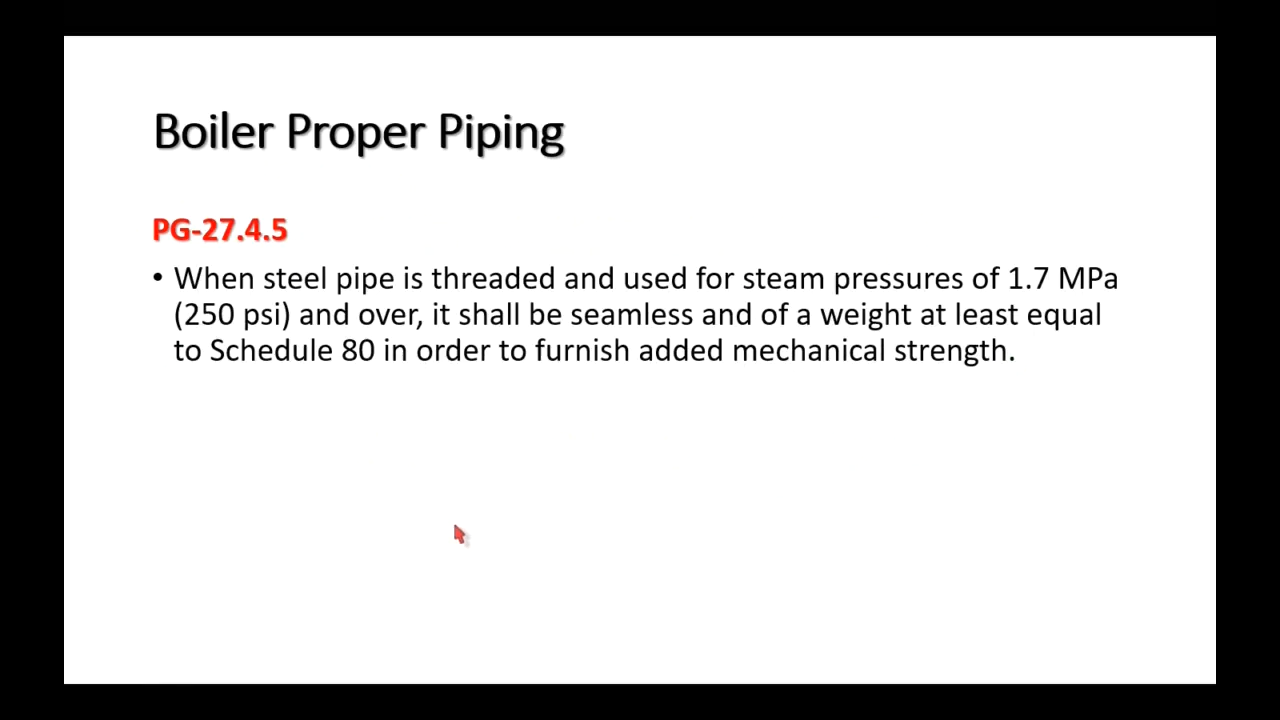 Boiler Proper Piping
PG-27.4.5
• When steel pipe is threaded and used for steam pressures of 1.7 MPa
(250 psi) and over, it shall be seamless and of a weight at least equal
to Schedule 80 in order to furnish added mechanical strength.